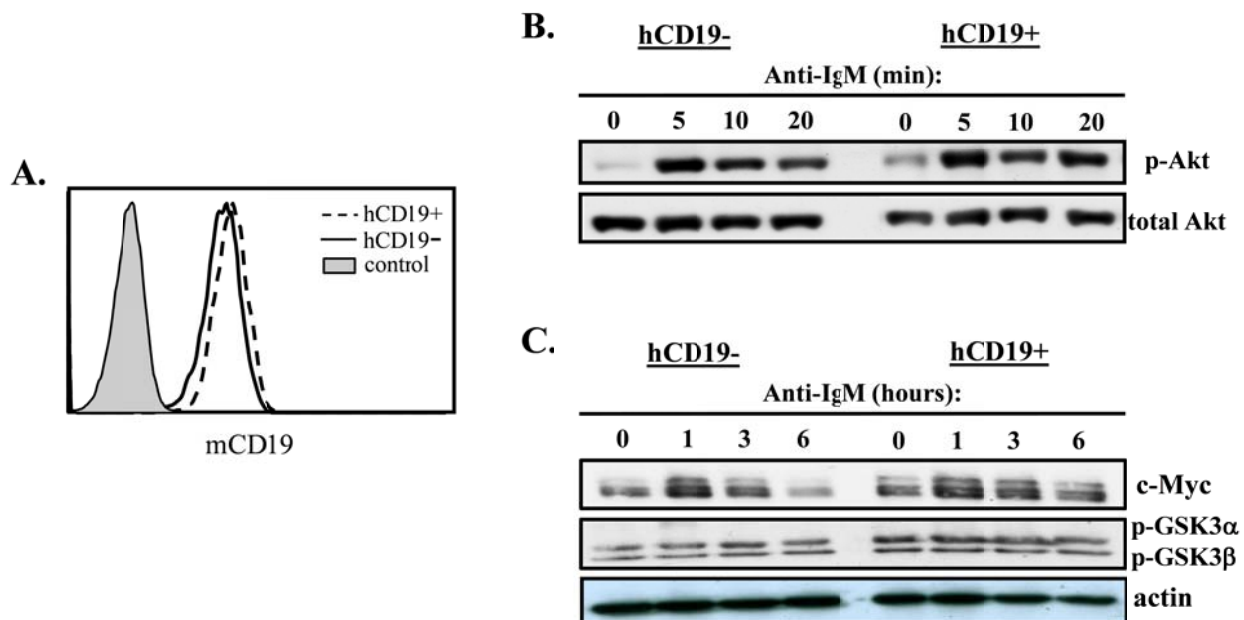 A.
hCD19+
hCD19-
control
mCD19
B.
hCD19- hCD19+
Anti-IgM (min):
0 5 10 20 0 5 10 20
p-Akt
total Akt
C.
hCD19- hCD19+
Anti-IgM (hours):
0 1 3 6 0 1 3 6
c-Myc
p-GSK3α
p-GSK3β
actin